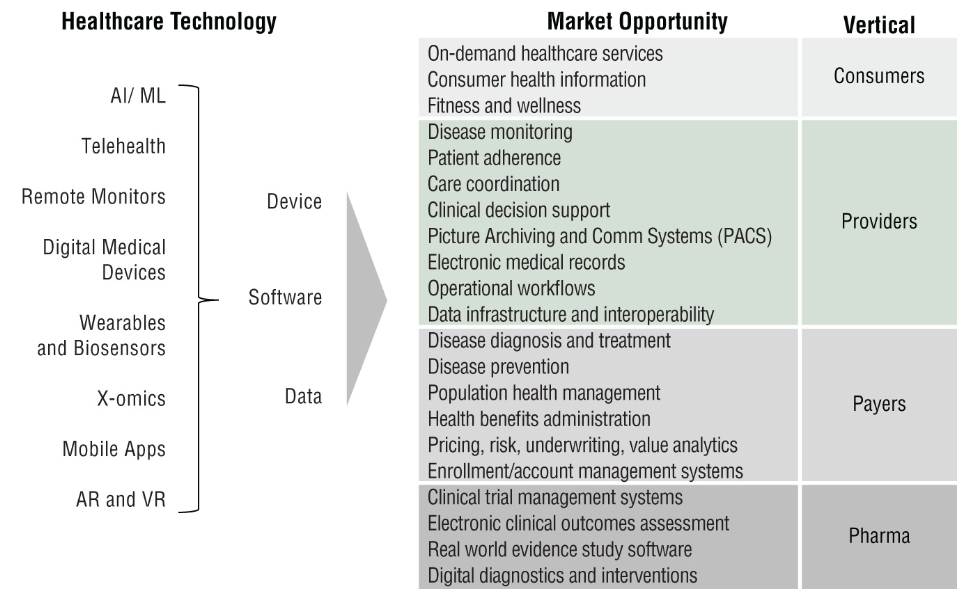 Healthcare Technology
AI/ ML
Telehealth
Remote Monitors
Digital Medical
Devices
Wearables
and Biosensors
X-omics
Mobile Apps
AR and VR
Device
Software
Data
Market Opportunity
Vertical
On-demand healthcare services
Consumer health information
Fitness and wellness
Consumers
Disease monitoring
Patient adherence
Care coordination
Clinical decision support
Picture Archiving and Comm Systems (PACS)
Electronic medical records
Operational workflows
Data infrastructure and interoperability
Providers
Disease diagnosis and treatment
Disease prevention
Population health management
Health benefits administration
Pricing, risk, underwriting, value analytics
Enrollment/account management systems
Payers
Clinical trial management systems
Electronic clinical outcomes assessment
Real world evidence study software
Digital diagnostics and interventions
Pharma